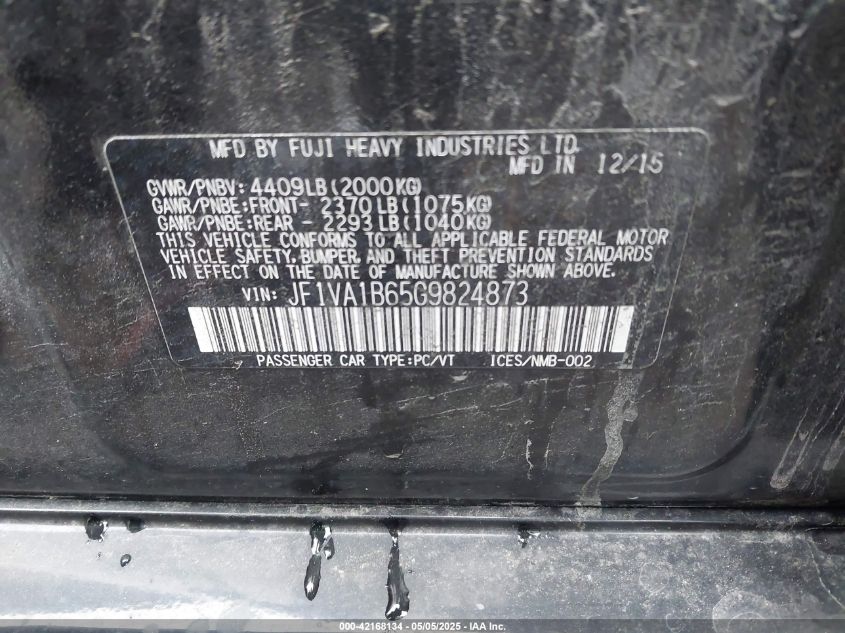 MFD BY FUJI HEAVY INDUSTRIES LTD.
MFD IN 12/15
GVWR/PNBV: 4409LB(2000KG)
GAWR/PNBE:FRONT- 2370LB(1075KG)
GAWR/PNBE:REAR - 2293LB(1040KG)
THIS VEHICLE CONFORMS TO ALL APPLICABLE FEDERAL MOTOR
VEHICLE SAFETY, BUMPER, AND THEFT PREVENTION STANDARDS
IN EFFECT ON THE DATE OF MANUFACTURE SHOWN ABOVE.
VIN: JF1VA1B65G9824873
PASSENGER CAR TYPE:PC/VT ICES/NMB-002
000-42168134 - 05/05/2025 - IAA Inc.